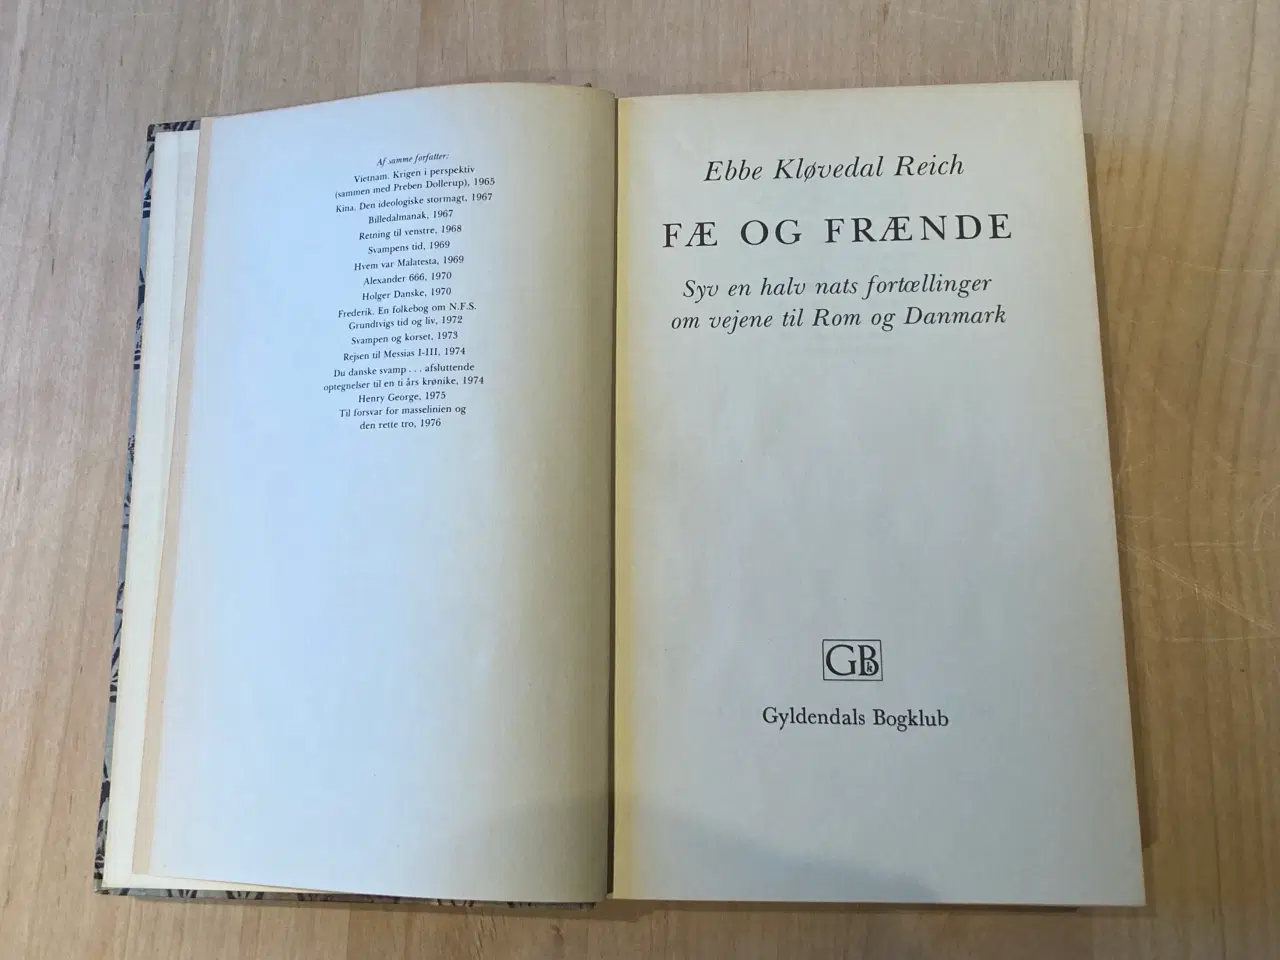 Af samme forfatter:
Vietnam. Krigen i perspektiv
(sammen med Preben Dollerup), 1965
Kina. Den ideologiske stormagt, 1967
Billedalmanak, 1967
Retning til venstre, 1968
Svampens tid, 1969
Hvem var Malatesta, 1969
Alexander 666, 1970
Holger Danske, 1970
Frederik. En folkebog om N.F.S.
Grundtvigs tid og liv, 1972
Svampen og korset, 1973
Rejsen til Messias I-III, 1974
Du danske svamp . . . afsluttende
optegnelser til en ti års krønike, 1974
Henry George, 1975
Til forsvar for masselinien og
den rette tro, 1976
Ebbe Kløvedal Reich
FÆ OG FRÆNDE
Syv en halv nats fortællinger
om vejene til Rom og Danmark
GBk
Gyldendals Bogklub